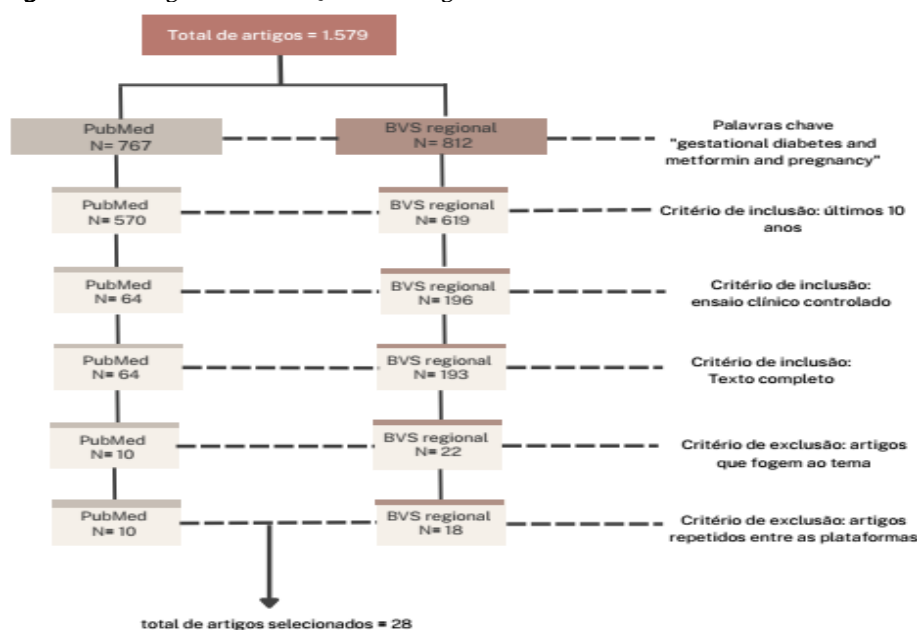 Total de artigos = 1.579
PubMed
N= 767
BVS regional
N= 812
Palavras chave
"gestational diabetes and
metformin and pregnancy"
PubMed
N= 570
BVS regional
N= 619
Critério de inclusão: últimos 10
anos
PubMed
N= 64
BVS regional
N= 196
Critério de inclusão:
ensaio clínico controlado
PubMed
N= 64
BVS regional
N= 193
Critério de inclusão:
Texto completo
PubMed
N= 10
BVS regional
N= 22
Critério de exclusão: artigos
que fogem ao tema
PubMed
N= 10
BVS regional
N= 18
Critério de exclusão: artigos
repetidos entre as plataformas
total de artigos selecionados = 28